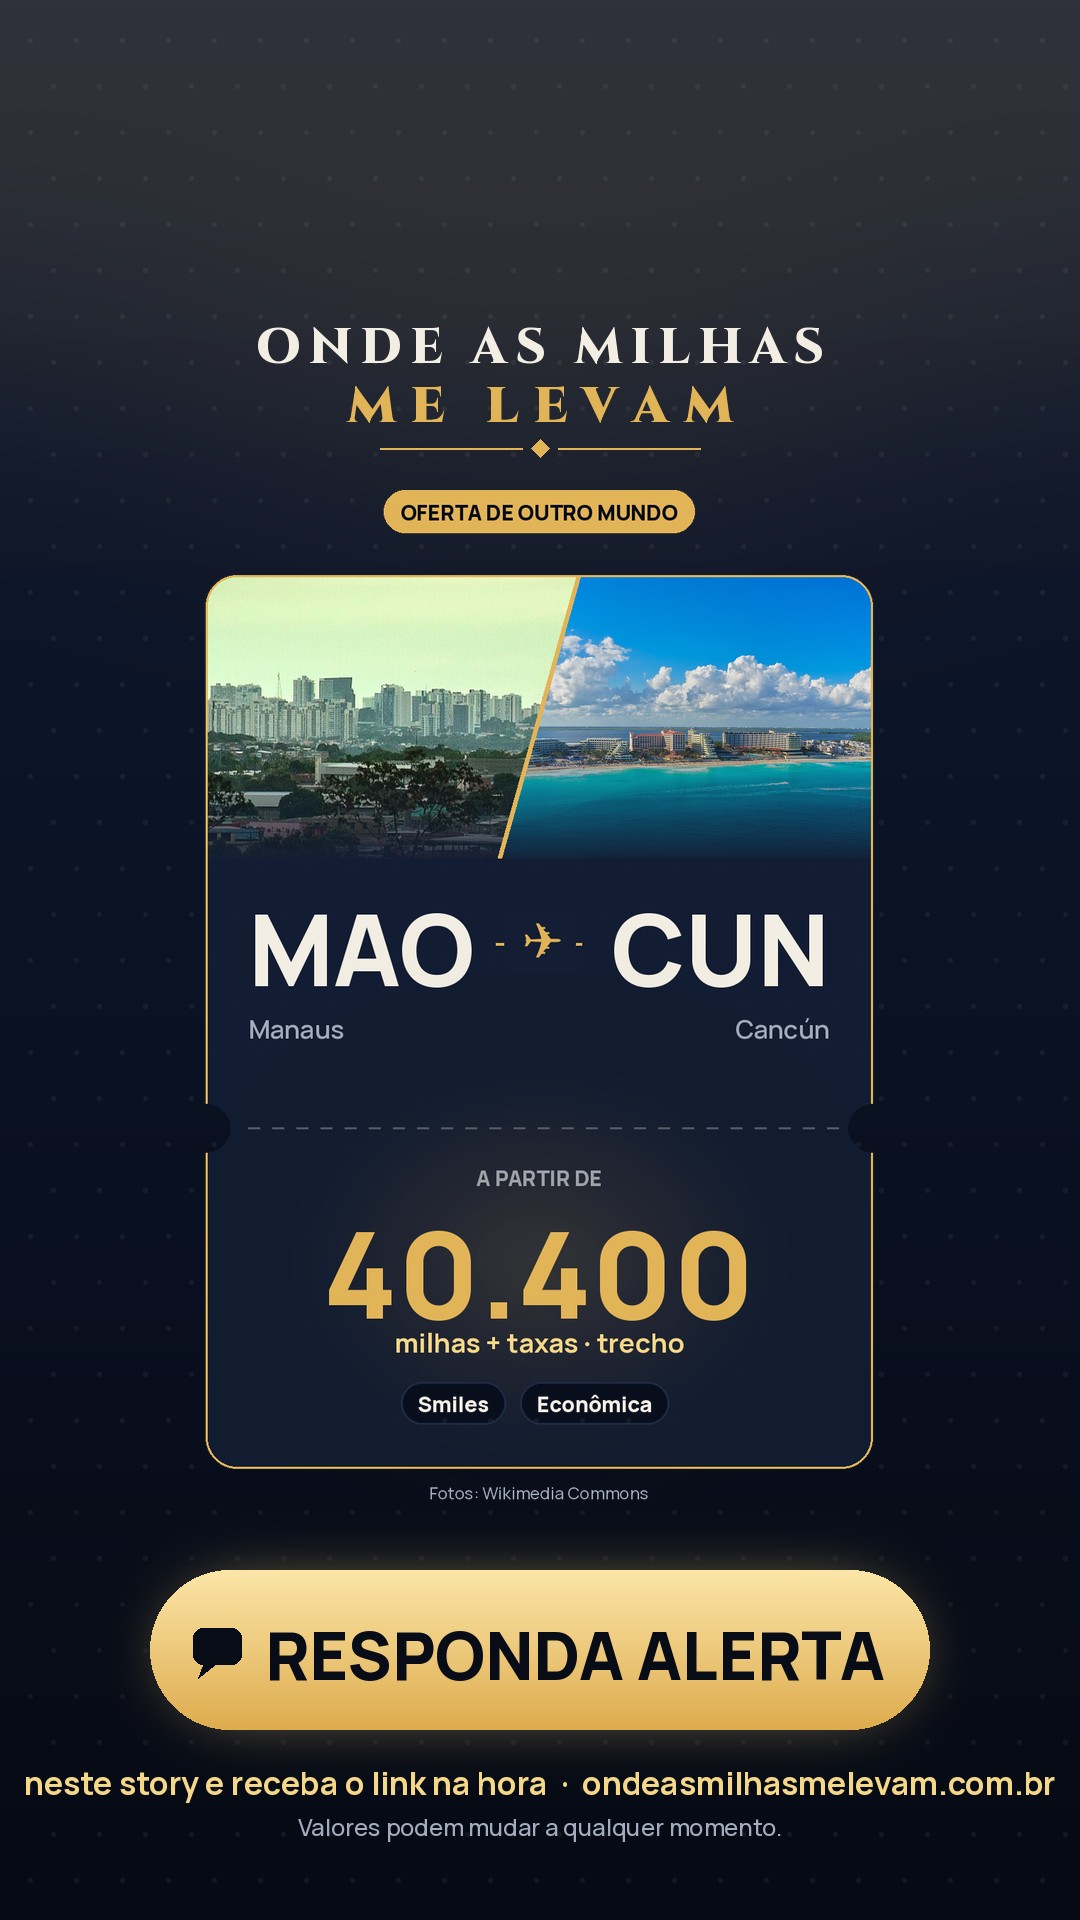 ONDE AS MILHAS
ME LEVAM
OFERTA DE OUTRO MUNDO
MAO - ✈ - CUN
Manaus Cancún
A PARTIR DE
40.400
milhas + taxas · trecho
Smiles Econômica
Fotos: Wikimedia Commons
RESPONDA ALERTA
neste story e receba o link na hora · ondeasmilhasmelevam.com.br
Valores podem mudar a qualquer momento.